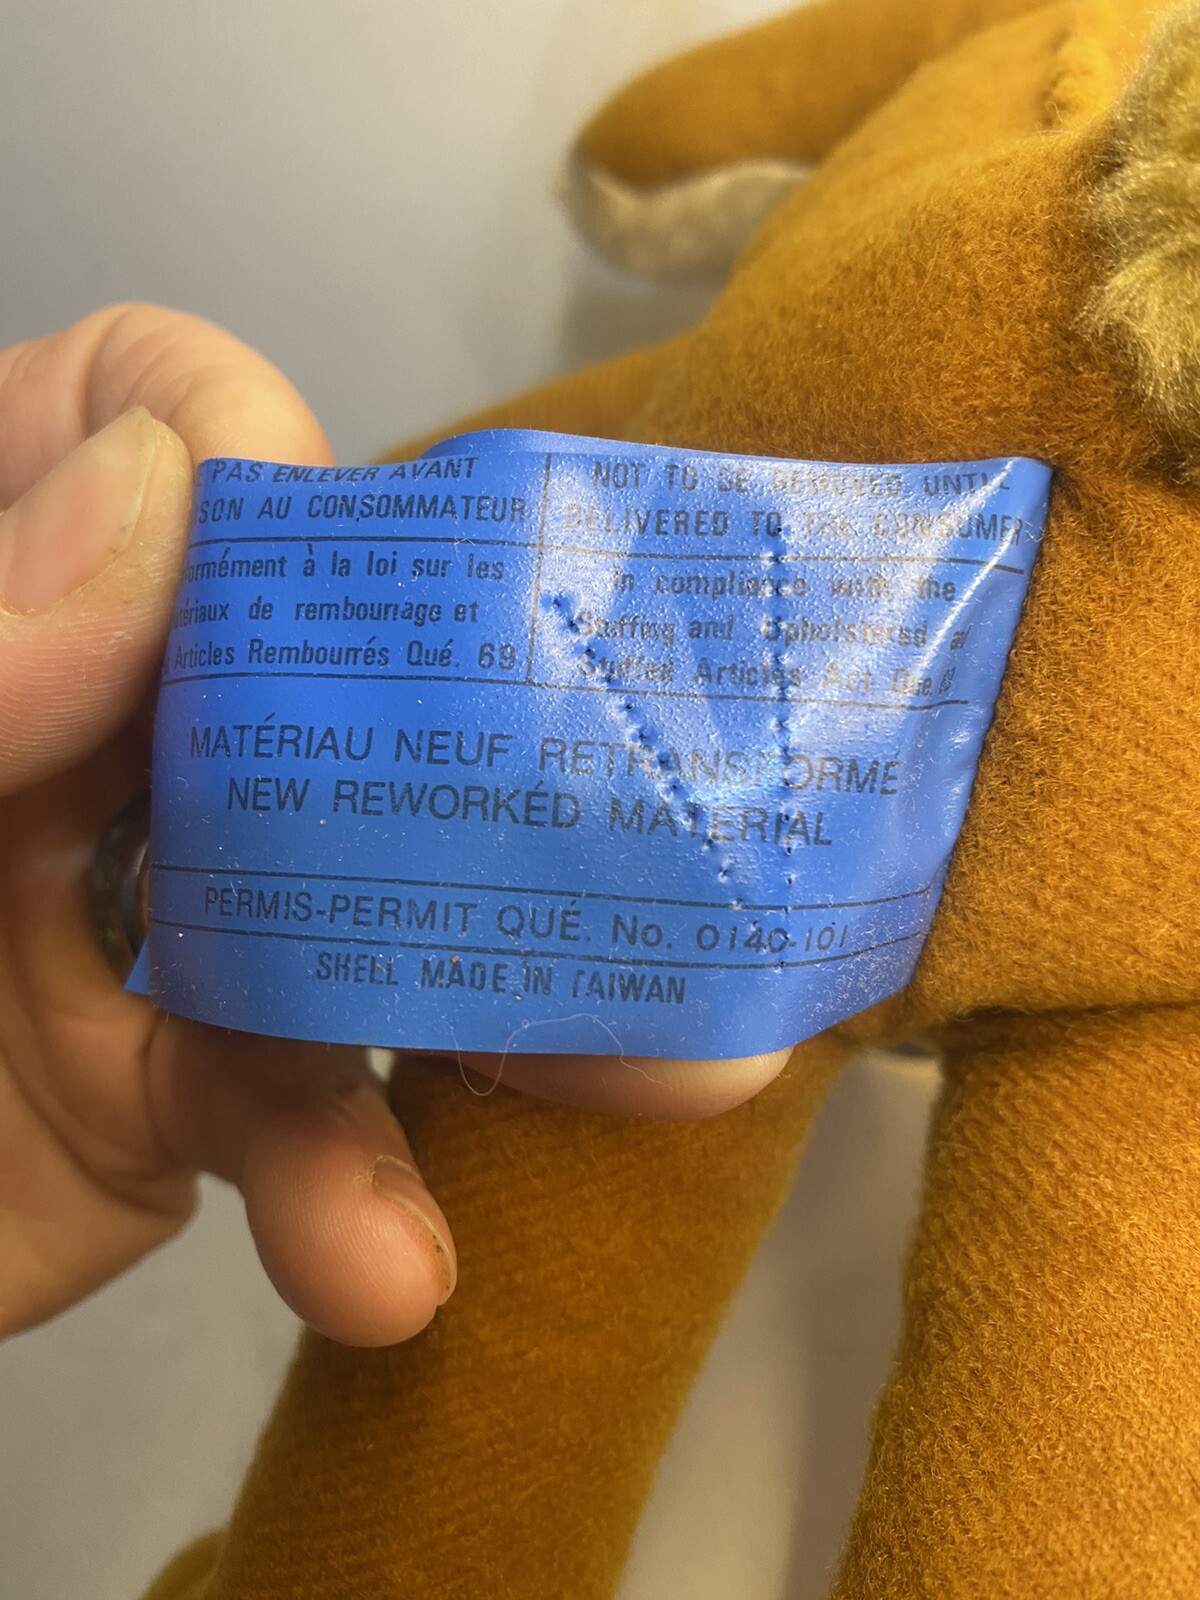 PAS ENLEVER AVANT
SON AU CONSOMMATEUR
formément à la loi sur les
tériaux de rembourrage et
Articles Rembourrés Qué. 69
NOT TO BE REMOVED UNTIL
DELIVERED TO THE CONSUMER
In compliance with the
Stuffing and Upholstered
Stuffed Articles Act Que.
MATÉRIAU NEUF RETRANSFORME
NEW REWORKÉD MATERIAL
PERMIS-PERMIT QUÉ. No. 0140-101
SHELL MADE IN TAIWAN